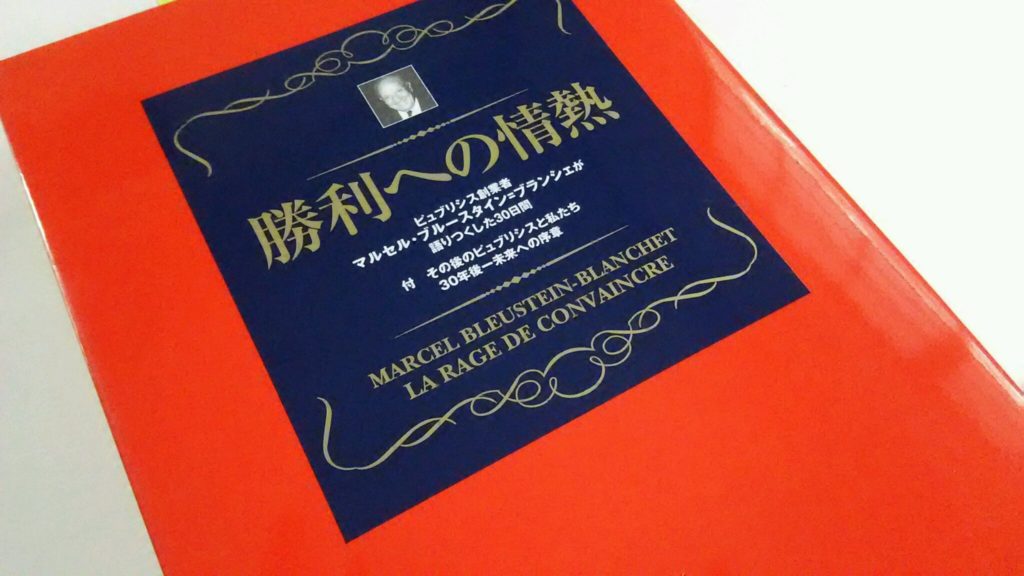 勝利への情熱
ピュブリシス創業者
マルセル・ブルースタイン=ブランシェが
語りつくした30日間
付 その後のピュブリシスと私たち
30年後―未来への序章
MARCEL BLEUSTEIN-BLANCHET
LA RAGE DE CONVAINCRE